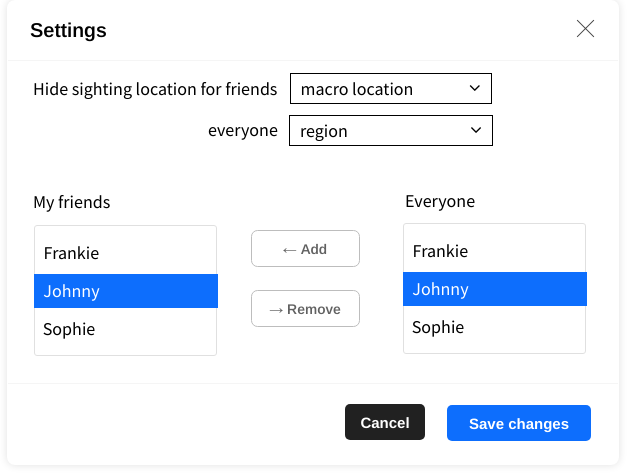 Settings
Hide sighting location for friends macro location
everyone region
My friends Everyone
Frankie ← Add Frankie
Johnny Johnny
Sophie → Remove Sophie
Cancel Save changes